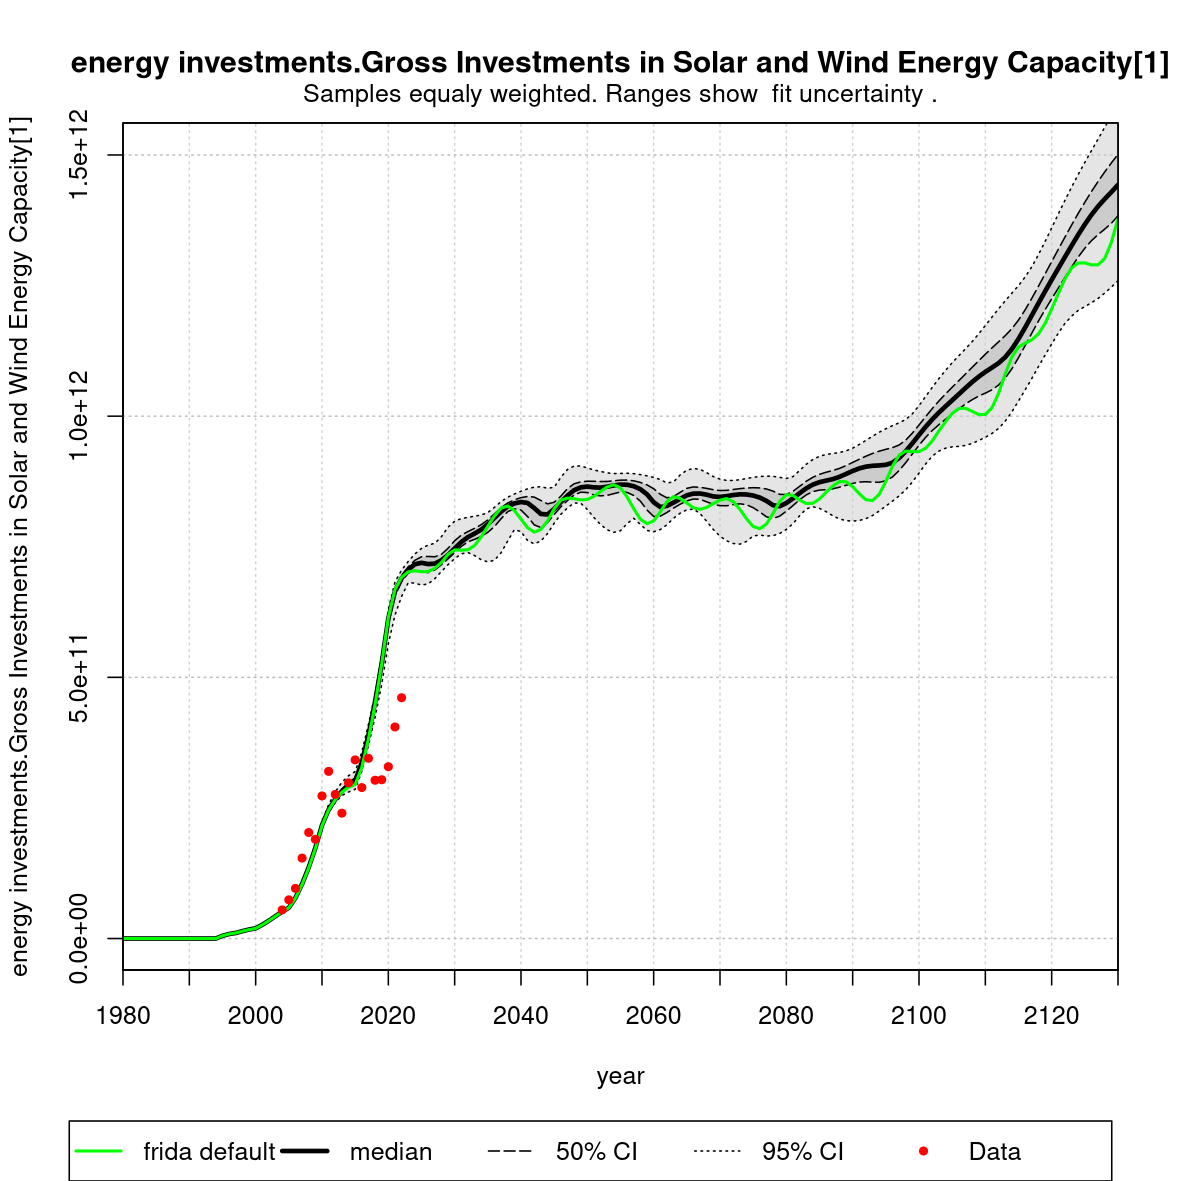 energy investments.Gross Investments in Solar and Wind Energy Capacity[1]
Samples equaly weighted. Ranges show  fit uncertainty .
energy investments.Gross Investments in Solar and Wind Energy Capacity[1]
1.5e+12
1.0e+12
5.0e+11
0.0e+00
1980 2000 2020 2040 2060 2080 2100 2120
year
frida default median 50% CI 95% CI Data